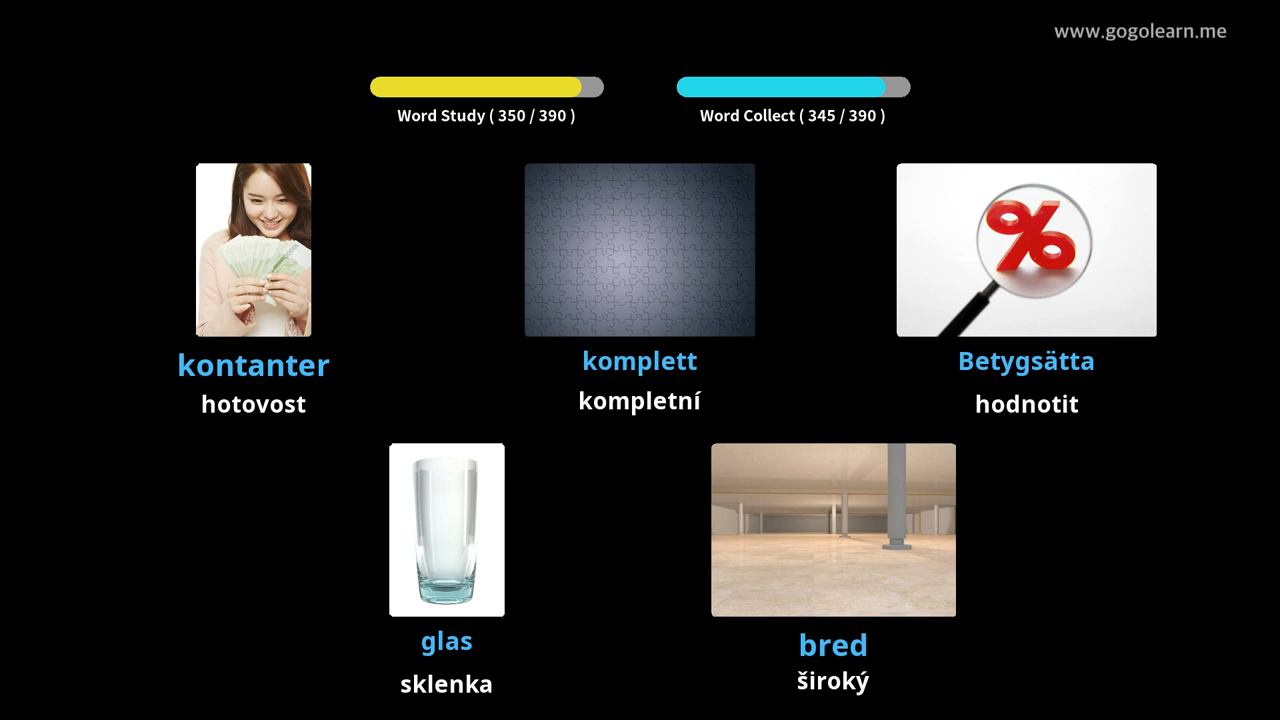 www.gogolearn.me
Word Study ( 350 / 390 )
Word Collect ( 345 / 390 )
kontanter
hotovost
komplett
kompletní
Betygsätta
hodnotit
glas
sklenka
bred
široký